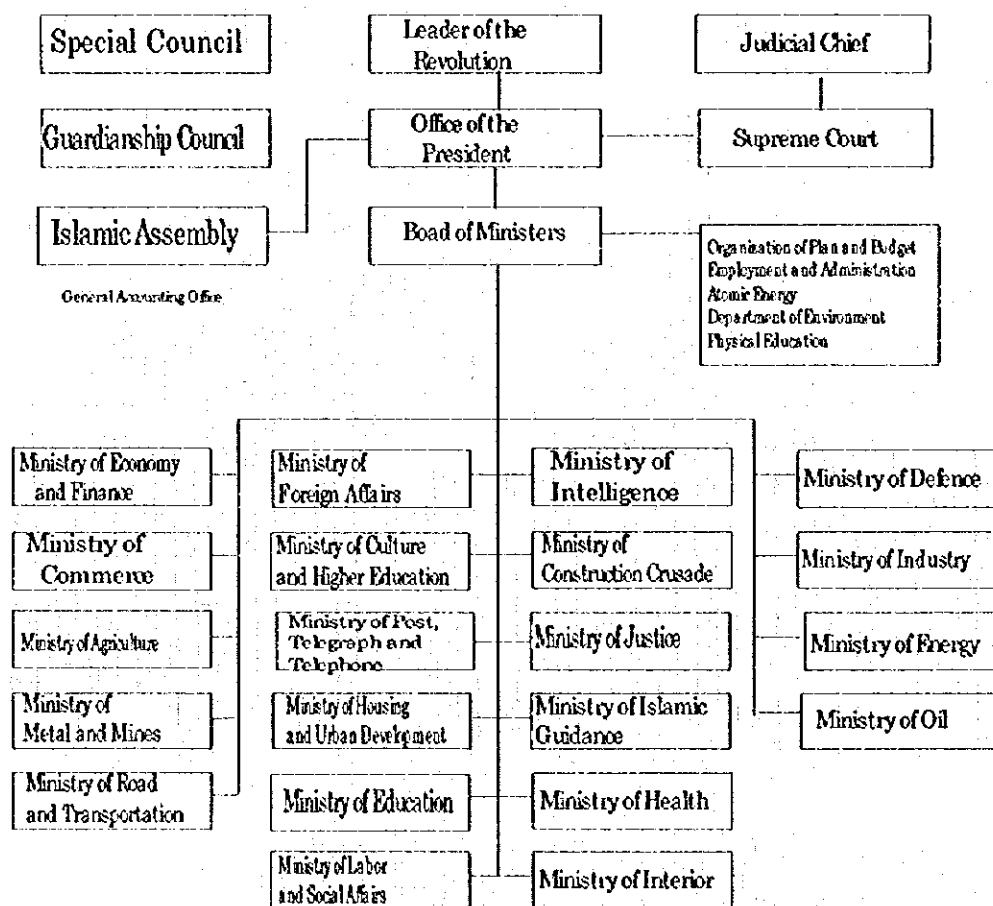 Special Council
Leader of the
Revolution
Judicial Chief
Guardianship Council
Office of the
President
Supreme Court
Islamic Assembly
Boad of Ministers
Organisation of Plan and Budget
Employment and Administration
Atomic Energy
Department of Environment
Physical Education
General Accounting Office
Ministry of Economy
and Finance
Ministry of
Foreign Affairs
Ministry of
Intelligence
Ministry of Defence
Ministry of
Commerce
Ministry of Culture
and Higher Education
Ministry of
Construction Crusade
Ministry of Industry
Ministry of Agriculture
Ministry of Post,
Telegraph and
Telephone
Ministry of Justice
Ministry of Energy
Ministry of
Metal and Mines
Ministry of Housing
and Urban Development
Ministry of Islamic
Guidance
Ministry of Oil
Ministry of Road
and Transportation
Ministry of Education
Ministry of Health
Ministry of Labor
and Social Affairs
Ministry of Interior